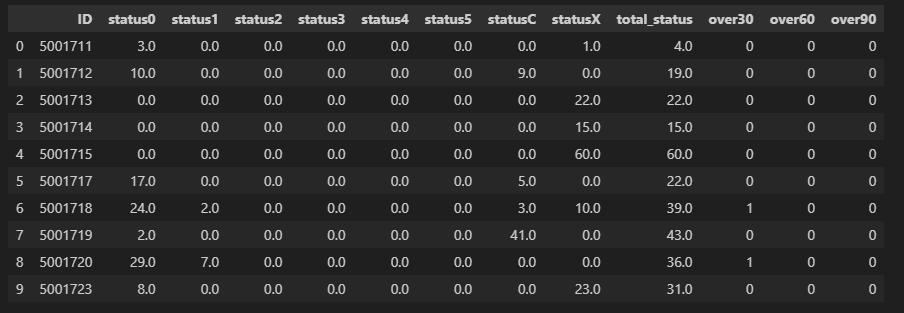 ID status0 status1 status2 status3 status4 status5 statusC statusX total_status over30 over60 over90
0 5001711 3.0 0.0 0.0 0.0 0.0 0.0 0.0 1.0 4.0 0 0 0
1 5001712 10.0 0.0 0.0 0.0 0.0 0.0 9.0 0.0 19.0 0 0 0
2 5001713 0.0 0.0 0.0 0.0 0.0 0.0 0.0 22.0 22.0 0 0 0
3 5001714 0.0 0.0 0.0 0.0 0.0 0.0 0.0 15.0 15.0 0 0 0
4 5001715 0.0 0.0 0.0 0.0 0.0 0.0 0.0 60.0 60.0 0 0 0
5 5001717 17.0 0.0 0.0 0.0 0.0 0.0 5.0 0.0 22.0 0 0 0
6 5001718 24.0 2.0 0.0 0.0 0.0 0.0 3.0 10.0 39.0 1 0 0
7 5001719 2.0 0.0 0.0 0.0 0.0 0.0 41.0 0.0 43.0 0 0 0
8 5001720 29.0 7.0 0.0 0.0 0.0 0.0 0.0 0.0 36.0 1 0 0
9 5001723 8.0 0.0 0.0 0.0 0.0 0.0 0.0 23.0 31.0 0 0 0